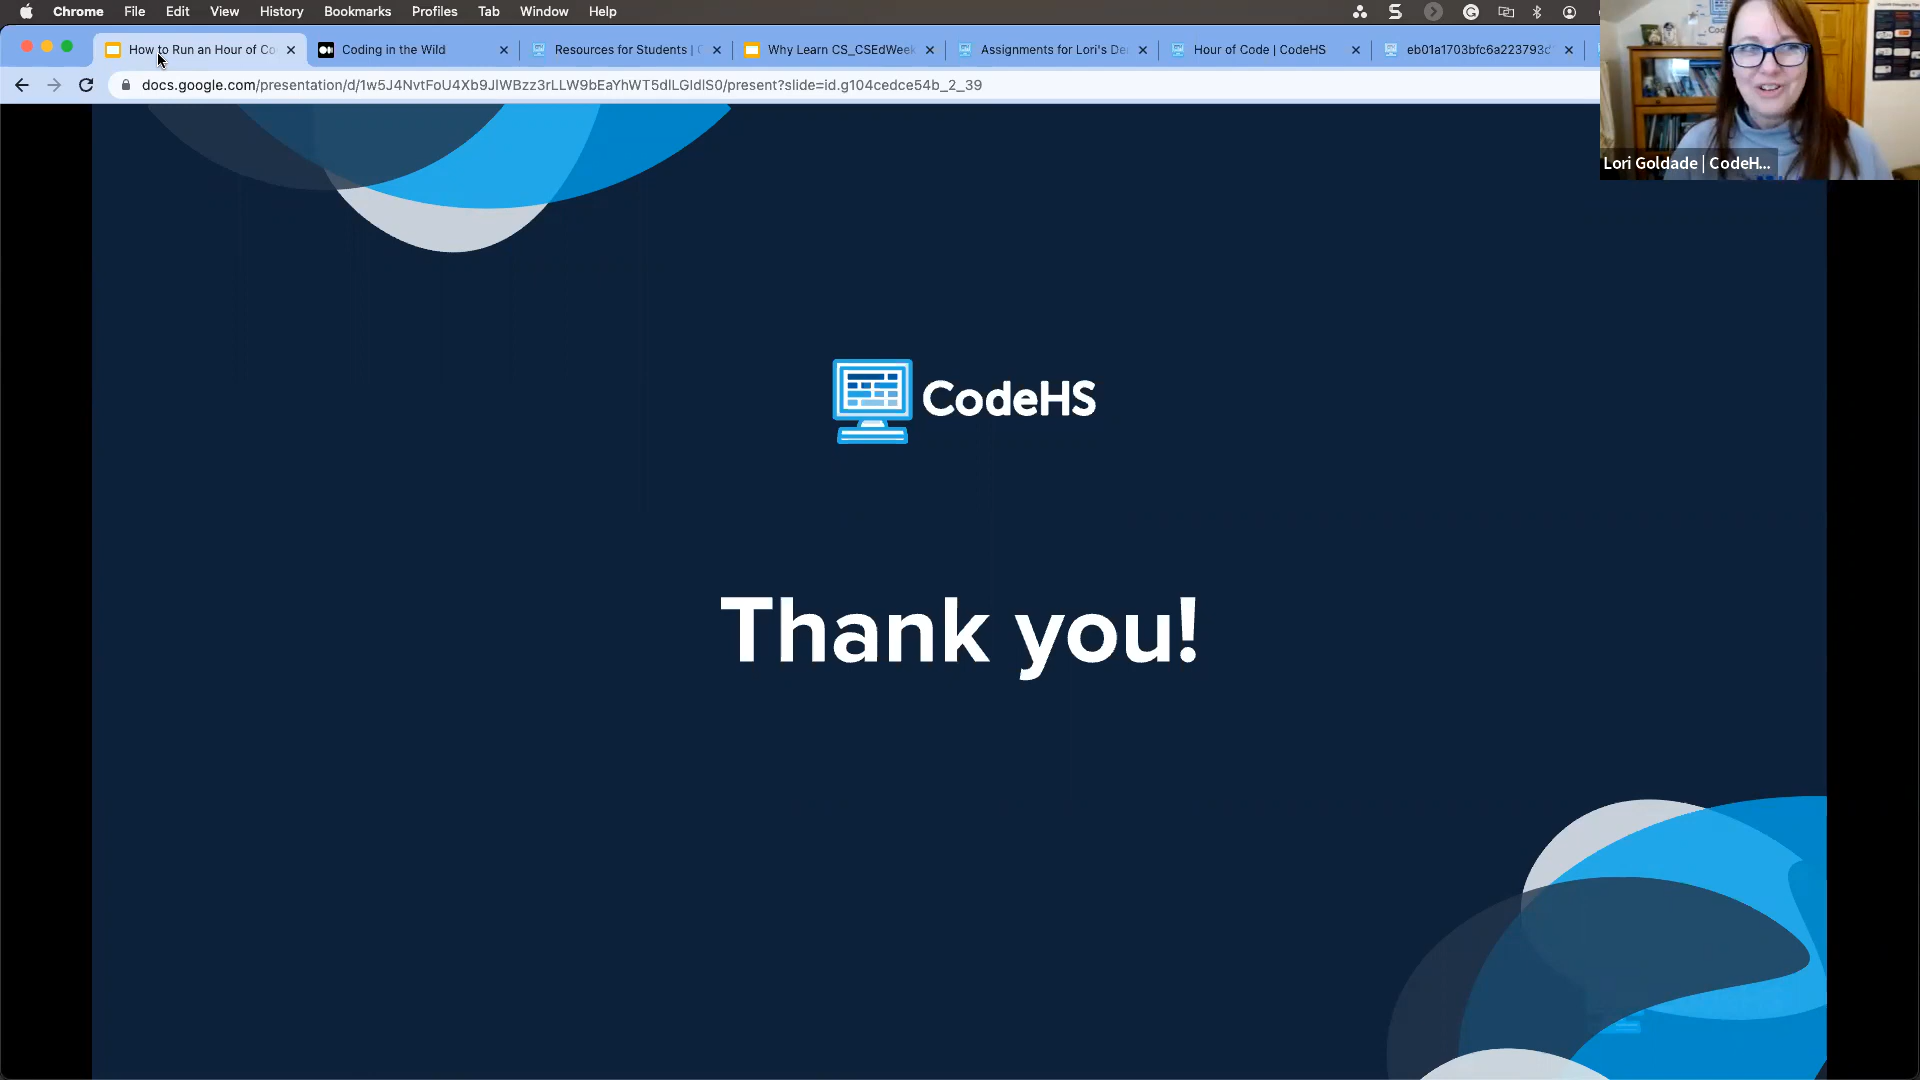 Chrome File Edit View History Bookmarks Profiles Tab Window Help
How to Run an Hour of Co
Coding in the Wild
Resources for Students |
Why Learn CS_CSEdWeek
Assignments for Lori's De
Hour of Code | CodeHS
eb01a1703bfc6a223793d
docs.google.com/presentation/d/1w5J4NvtFoU4Xb9JlWBzz3rLLW9bEaYhWT5dlLGldlS0/present?slide=id.g104cedce54b_2_39
Lori Goldade | CodeH...
CodeHS
Thank you!